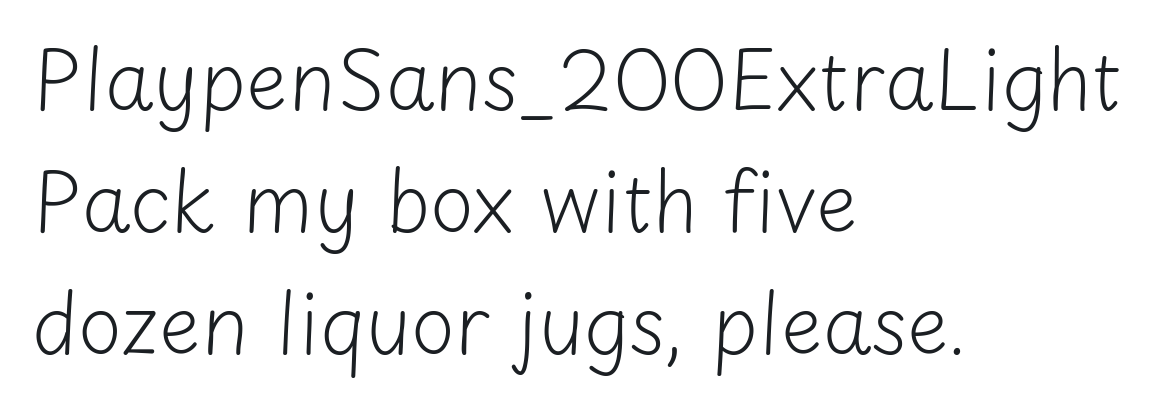 PlaypenSans_200ExtraLight
Pack my box with five
dozen liquor jugs, please.